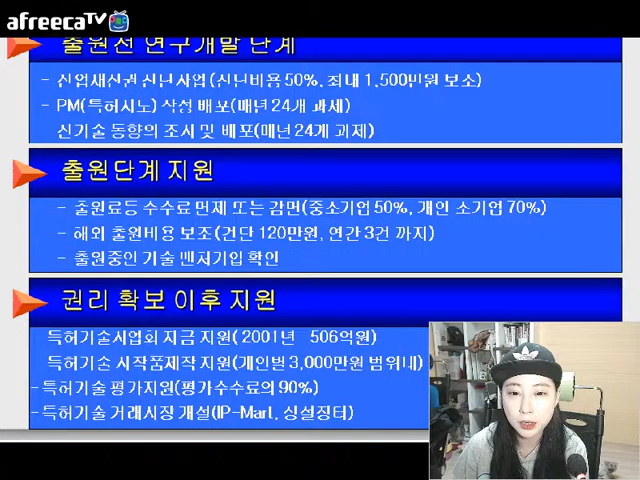 afreecaTV
출원전 연구개발 단계
- 산업재산권 진단사업(진단비용 50%, 최대 1,500만원 보조)
- PM(특허지도) 작성 배포(매년 24개 과제)
신기술 동향의 조사 및 배포(매년 24개 과제)
출원단계 지원
- 출원료등 수수료 면제 또는 감면(중소기업 50%, 개인 소기업 70%)
- 해외 출원비용 보조(건당 120만원, 연간 3건 까지)
- 출원중인 기술 벤처기업 확인
권리 확보 이후 지원
특허기술사업화 자금 지원(2001년 506억원)
특허기술 시작품제작 지원(개인별 3,000만원 범위내)
- 특허기술 평가지원(평가수수료의 90%)
- 특허기술 거래시장 개설(IP-Mart, 상설장터)